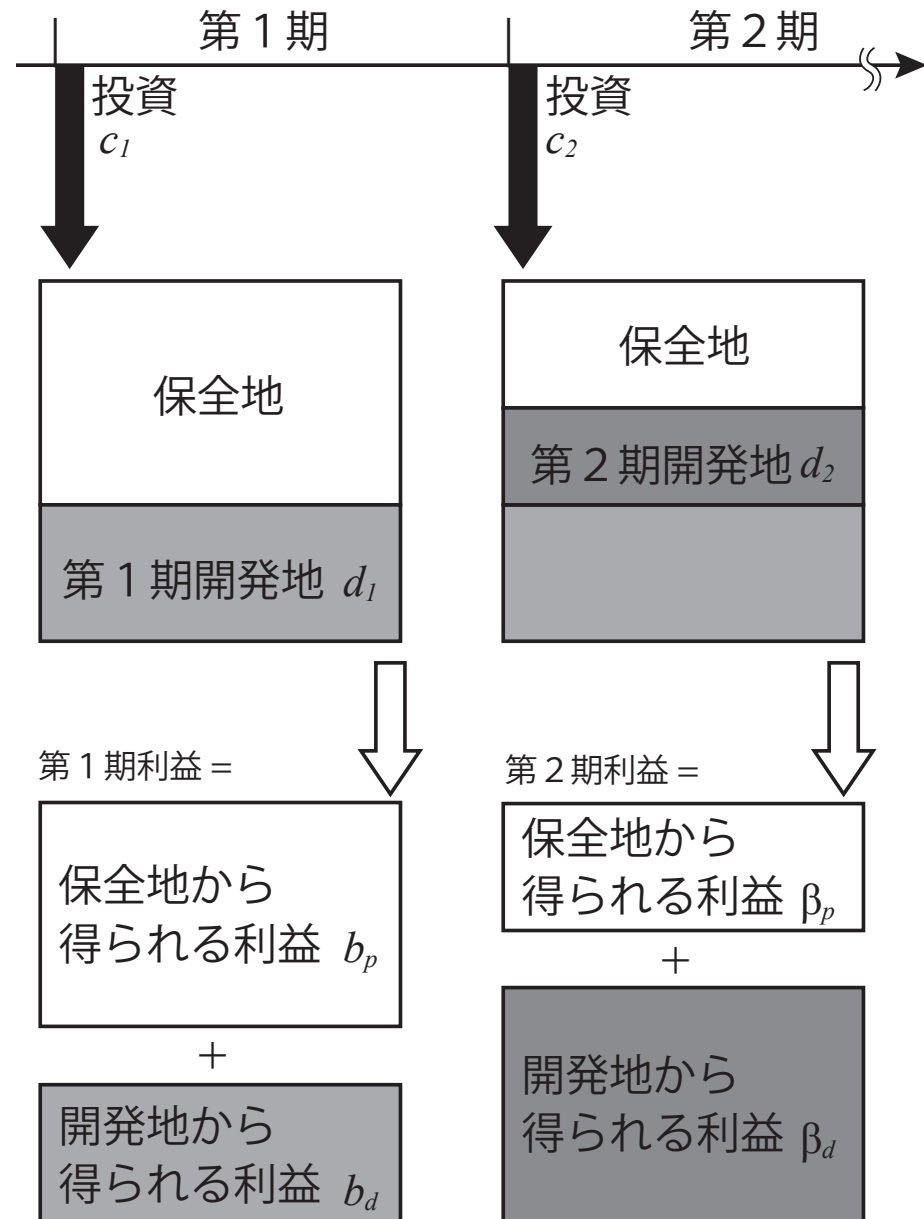 第1期
第2期
投資
c1
投資
c2
保全地
第1期開発地 d1
保全地
第2期開発地 d2
第1期利益 =
保全地から
得られる利益 bp
+
開発地から
得られる利益 bd
第2期利益 =
保全地から
得られる利益 βp
+
開発地から
得られる利益 βd